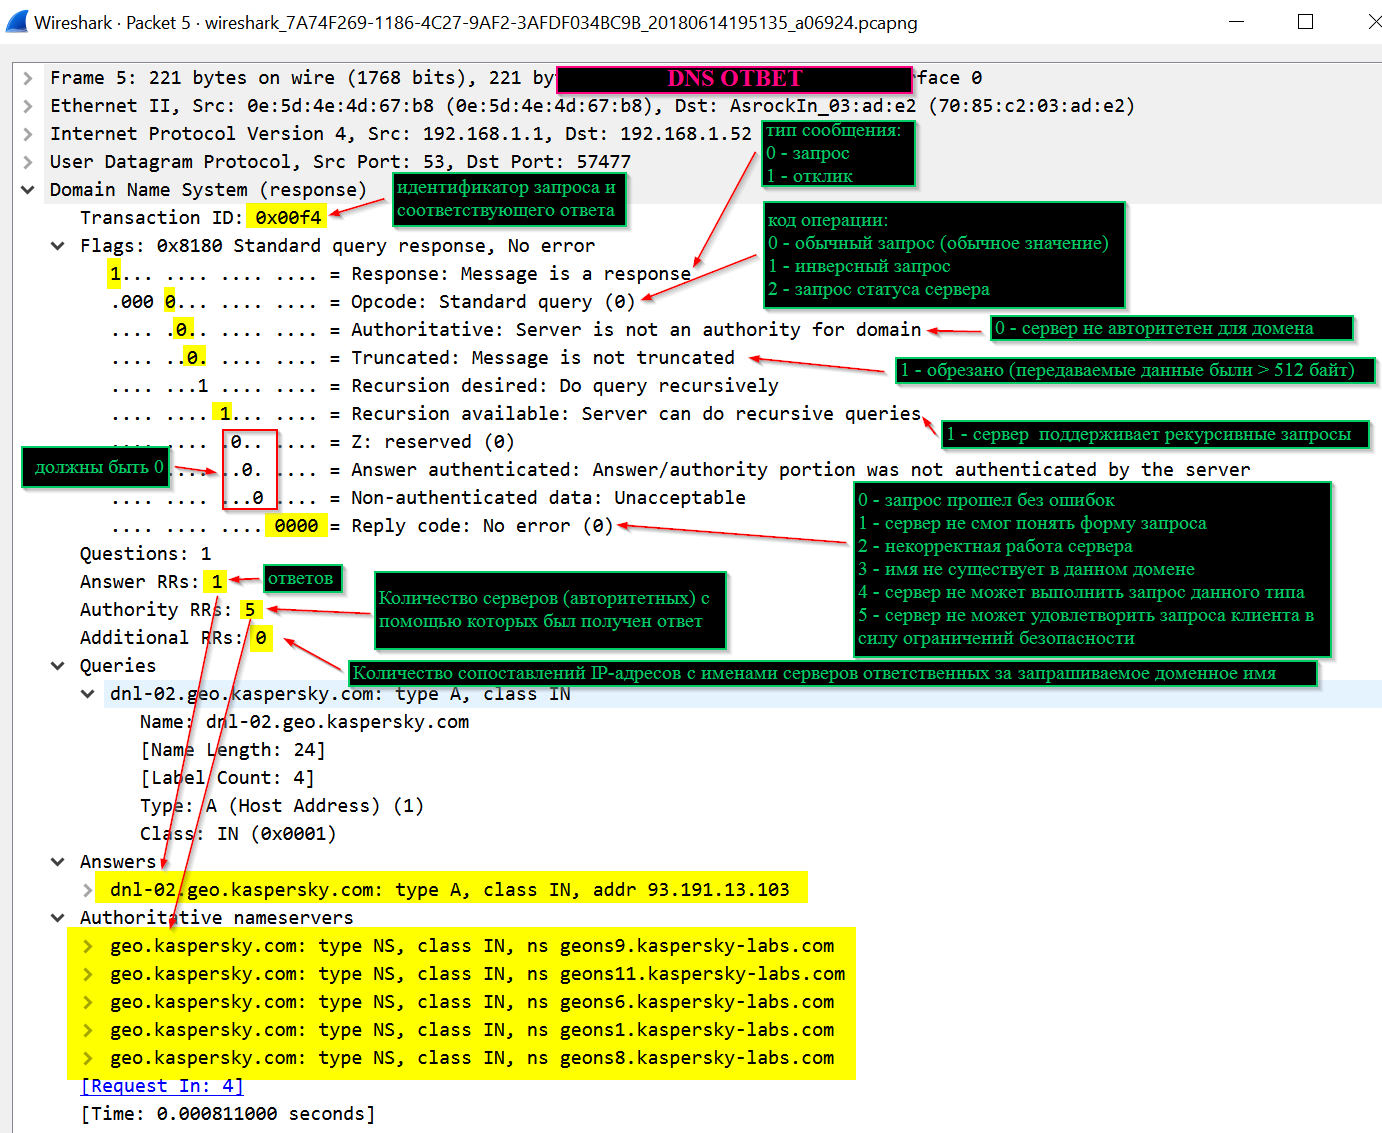 Wireshark · Packet 5 · wireshark_7A74F269-1186-4C27-9AF2-3AFDF034BC9B_20180614195135_a06924.pcapng
Frame 5: 221 bytes on wire (1768 bits), 221 by
DNS ОТВЕТ
rface 0
Ethernet II, Src: 0e:5d:4e:4d:67:b8 (0e:5d:4e:4d:67:b8), Dst: AsrockIn_03:ad:e2 (70:85:c2:03:ad:e2)
Internet Protocol Version 4, Src: 192.168.1.1, Dst: 192.168.1.52
тип сообщения:
0 - запрос
1 - отклик
User Datagram Protocol, Src Port: 53, Dst Port: 57477
Domain Name System (response)
идентификатор запроса и
соответствующего ответа
Transaction ID: 0x00f4
код операции:
0 - обычный запрос (обычное значение)
1 - инверсный запрос
2 - запрос статуса сервера
Flags: 0x8180 Standard query response, No error
1... .... .... .... = Response: Message is a response
.000 0... .... .... = Opcode: Standard query (0)
.... .0.. .... .... = Authoritative: Server is not an authority for domain
0 - сервер не авторитетен для домена
.... ..0. .... .... = Truncated: Message is not truncated
1 - обрезано (передаваемые данные были > 512 байт)
.... ...1 .... .... = Recursion desired: Do query recursively
.... .... 1... .... = Recursion available: Server can do recursive queries
1 - сервер поддерживает рекурсивные запросы
.... .... .0.. .... = Z: reserved (0)
должны быть 0
.... ..0. .... = Answer authenticated: Answer/authority portion was not authenticated by the server
.... .... ...0 .... = Non-authenticated data: Unacceptable
.... .... .... 0000 = Reply code: No error (0)
0 - запрос прошел без ошибок
1 - сервер не смог понять форму запроса
2 - некорректная работа сервера
3 - имя не существует в данном домене
4 - сервер не может выполнить запрос данного типа
5 - сервер не может удовлетворить запроса клиента в
силу ограничений безопасности
Questions: 1
Answer RRs: 1
ответов
Authority RRs: 5
Количество серверов (авторитетных) с
помощью которых был получен ответ
Additional RRs: 0
Количество сопоставлений IP-адресов с именами серверов ответственных за запрашиваемое доменное имя
Queries
dnl-02.geo.kaspersky.com: type A, class IN
Name: dnl-02.geo.kaspersky.com
[Name Length: 24]
[Label Count: 4]
Type: A (Host Address) (1)
Class: IN (0x0001)
Answers
dnl-02.geo.kaspersky.com: type A, class IN, addr 93.191.13.103
Authoritative nameservers
geo.kaspersky.com: type NS, class IN, ns geons9.kaspersky-labs.com
geo.kaspersky.com: type NS, class IN, ns geons11.kaspersky-labs.com
geo.kaspersky.com: type NS, class IN, ns geons6.kaspersky-labs.com
geo.kaspersky.com: type NS, class IN, ns geons1.kaspersky-labs.com
geo.kaspersky.com: type NS, class IN, ns geons8.kaspersky-labs.com
[Request In: 4]
[Time: 0.000811000 seconds]